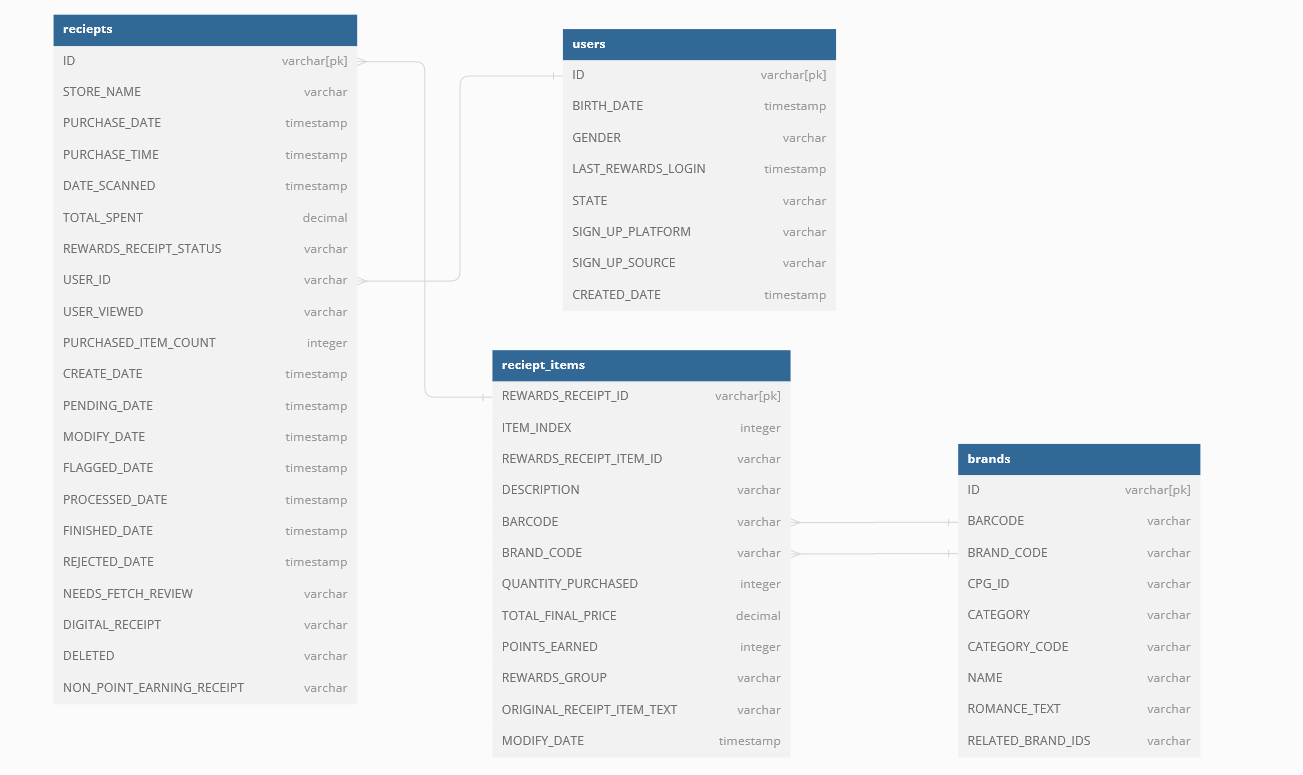 reciepts
ID varchar[pk]
STORE_NAME varchar
PURCHASE_DATE timestamp
PURCHASE_TIME timestamp
DATE_SCANNED timestamp
TOTAL_SPENT decimal
REWARDS_RECEIPT_STATUS varchar
USER_ID varchar
USER_VIEWED varchar
PURCHASED_ITEM_COUNT integer
CREATE_DATE timestamp
PENDING_DATE timestamp
MODIFY_DATE timestamp
FLAGGED_DATE timestamp
PROCESSED_DATE timestamp
FINISHED_DATE timestamp
REJECTED_DATE timestamp
NEEDS_FETCH_REVIEW varchar
DIGITAL_RECEIPT varchar
DELETED varchar
NON_POINT_EARNING_RECEIPT varchar
users
ID varchar[pk]
BIRTH_DATE timestamp
GENDER varchar
LAST_REWARDS_LOGIN timestamp
STATE varchar
SIGN_UP_PLATFORM varchar
SIGN_UP_SOURCE varchar
CREATED_DATE timestamp
reciept_items
REWARDS_RECEIPT_ID varchar[pk]
ITEM_INDEX integer
REWARDS_RECEIPT_ITEM_ID varchar
DESCRIPTION varchar
BARCODE varchar
BRAND_CODE varchar
QUANTITY_PURCHASED integer
TOTAL_FINAL_PRICE decimal
POINTS_EARNED integer
REWARDS_GROUP varchar
ORIGINAL_RECEIPT_ITEM_TEXT varchar
MODIFY_DATE timestamp
brands
ID varchar[pk]
BARCODE varchar
BRAND_CODE varchar
CPG_ID varchar
CATEGORY varchar
CATEGORY_CODE varchar
NAME varchar
ROMANCE_TEXT varchar
RELATED_BRAND_IDS varchar